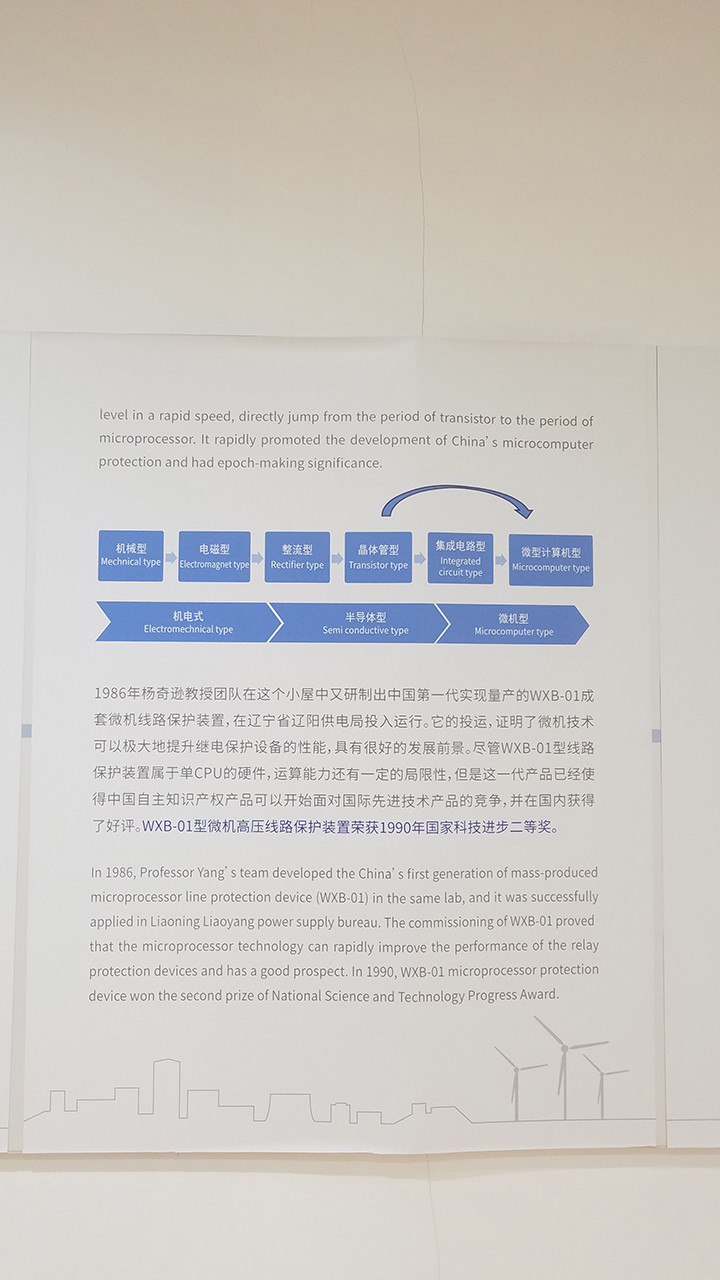 level in a rapid speed, directly jump from the period of transistor to the period of
microprocessor. It rapidly promoted the development of China's microcomputer
protection and had epoch-making significance.
机械型
Mechnical type
电磁型
Electromagnet type
整流型
Rectifier type
晶体管型
Transistor type
集成电路型
Integrated
circuit type
微型计算机型
Microcomputer type
机电式
Electromechnical type
半导体型
Semi conductive type
微机型
Microcomputer type
1986年杨奇逊教授团队在这个小屋中又研制出中国第一代实现量产的WXB-01成
套微机线路保护装置，在辽宁省辽阳供电局投入运行。它的投运，证明了微机技术
可以极大地提升继电保护设备的性能，具有很好的发展前景。尽管WXB-01型线路
保护装置属于单CPU的硬件，运算能力还有一定的局限性，但是这一代产品已经使
得中国自主知识产权产品可以开始面对国际先进技术产品的竞争，并在国内获得
了好评。WXB-01型微机高压线路保护装置荣获1990年国家科技进步二等奖。
In 1986, Professor Yang's team developed the China's first generation of mass-produced
microprocessor line protection device (WXB-01) in the same lab, and it was successfully
applied in Liaoning Liaoyang power supply bureau. The commissioning of WXB-01 proved
that the microprocessor technology can rapidly improve the performance of the relay
protection devices and has a good prospect. In 1990, WXB-01 microprocessor protection
device won the second prize of National Science and Technology Progress Award.